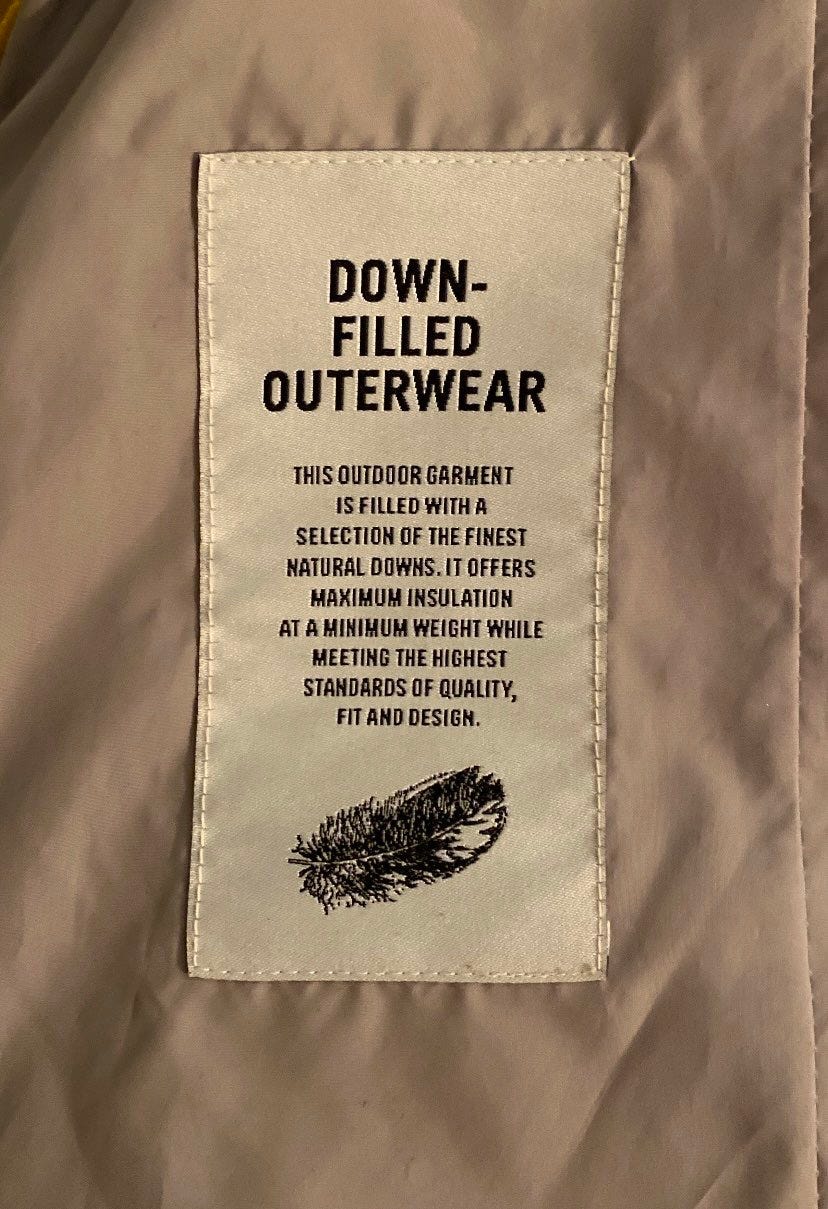 DOWN-
FILLED
OUTERWEAR
THIS OUTDOOR GARMENT
IS FILLED WITH A
SELECTION OF THE FINEST
NATURAL DOWNS. IT OFFERS
MAXIMUM INSULATION
AT A MINIMUM WEIGHT WHILE
MEETING THE HIGHEST
STANDARDS OF QUALITY,
FIT AND DESIGN.